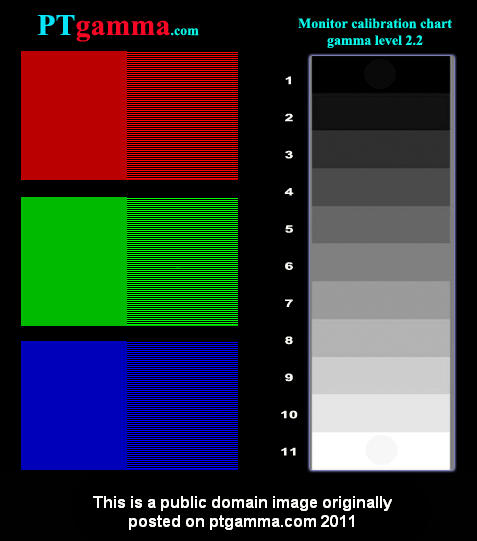 PTgamma.com
Monitor calibration chart
gamma level 2.2
1
2
3
4
5
6
7
8
9
10
11
This is a public domain image originally
posted on ptgamma.com 2011